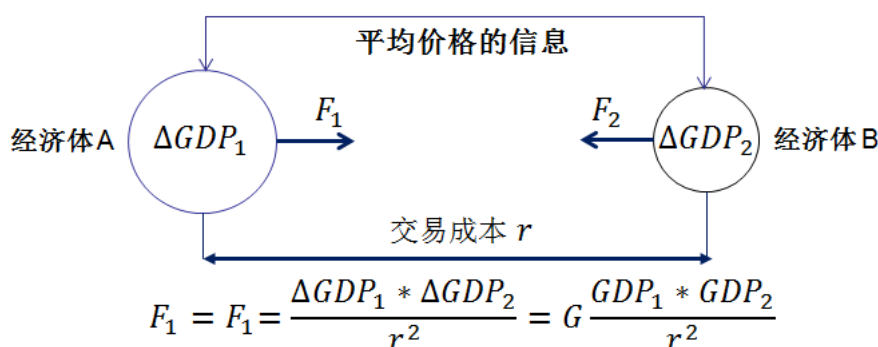 平均价格的信息
经济体A
ΔGDP₁
F₁
F₂
ΔGDP₂
经济体B
交易成本 r
F₁ = F₁ = ΔGDP₁ * ΔGDP₂ / r² = G GDP₁ * GDP₂ / r²